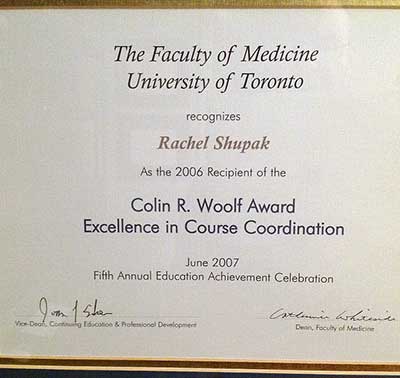 The Faculty of Medicine
University of Toronto
recognizes
Rachel Shupak
As the 2006 Recipient of the
Colin R. Woolf Award
Excellence in Course Coordination
June 2007
Fifth Annual Education Achievement Celebration
Vice-Dean, Continuing Education & Professional Development
Dean, Faculty of Medicine